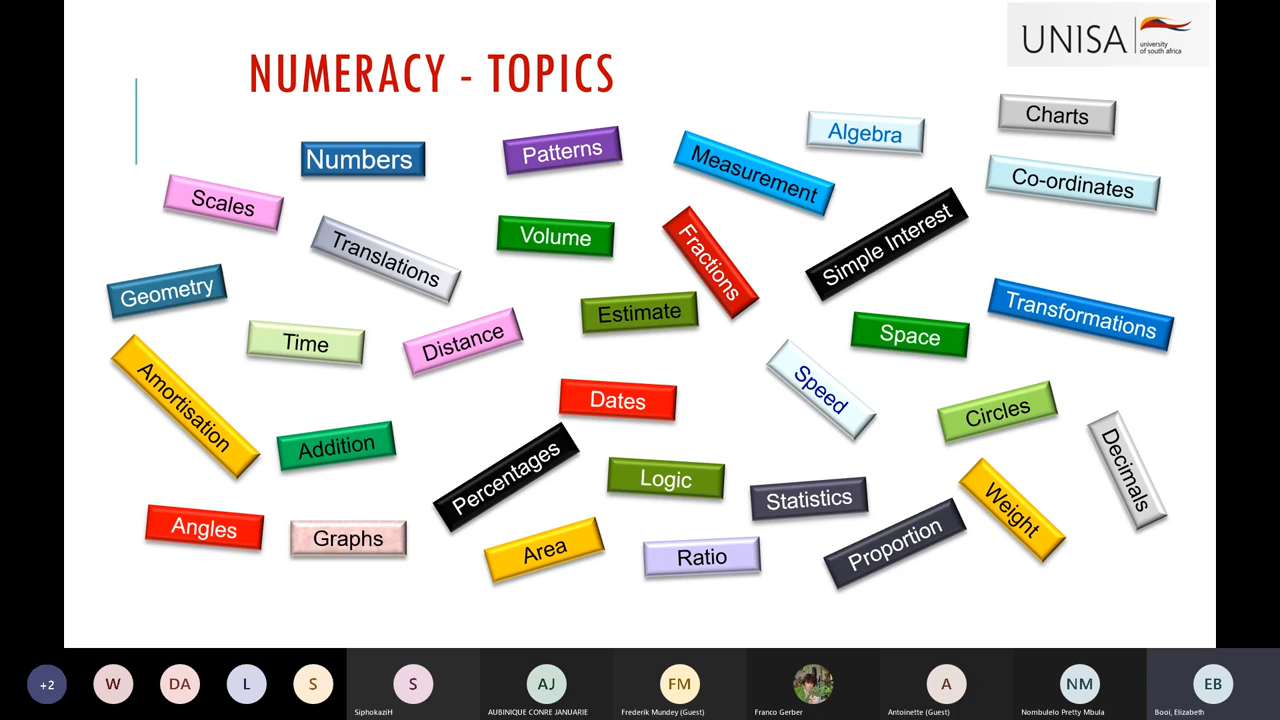 UNISA
university
of south africa
NUMERACY - TOPICS
Charts
Algebra
Numbers
Patterns
Measurement
Co-ordinates
Scales
Translations
Volume
Fractions
Simple Interest
Geometry
Time
Distance
Estimate
Space
Transformations
Amortisation
Dates
Speed
Circles
Addition
Percentages
Logic
Statistics
Decimals
Weight
Angles
Graphs
Area
Ratio
Proportion
+2
W
DA
L
S
S
AJ
FM
A
NM
EB
SiphokaziH
AUBINIQUE CONRE JANUARIE
Frederik Mundey (Guest)
Franco Gerber
Antoinette (Guest)
Nombulelo Pretty Mbula
Booi, Elizabeth